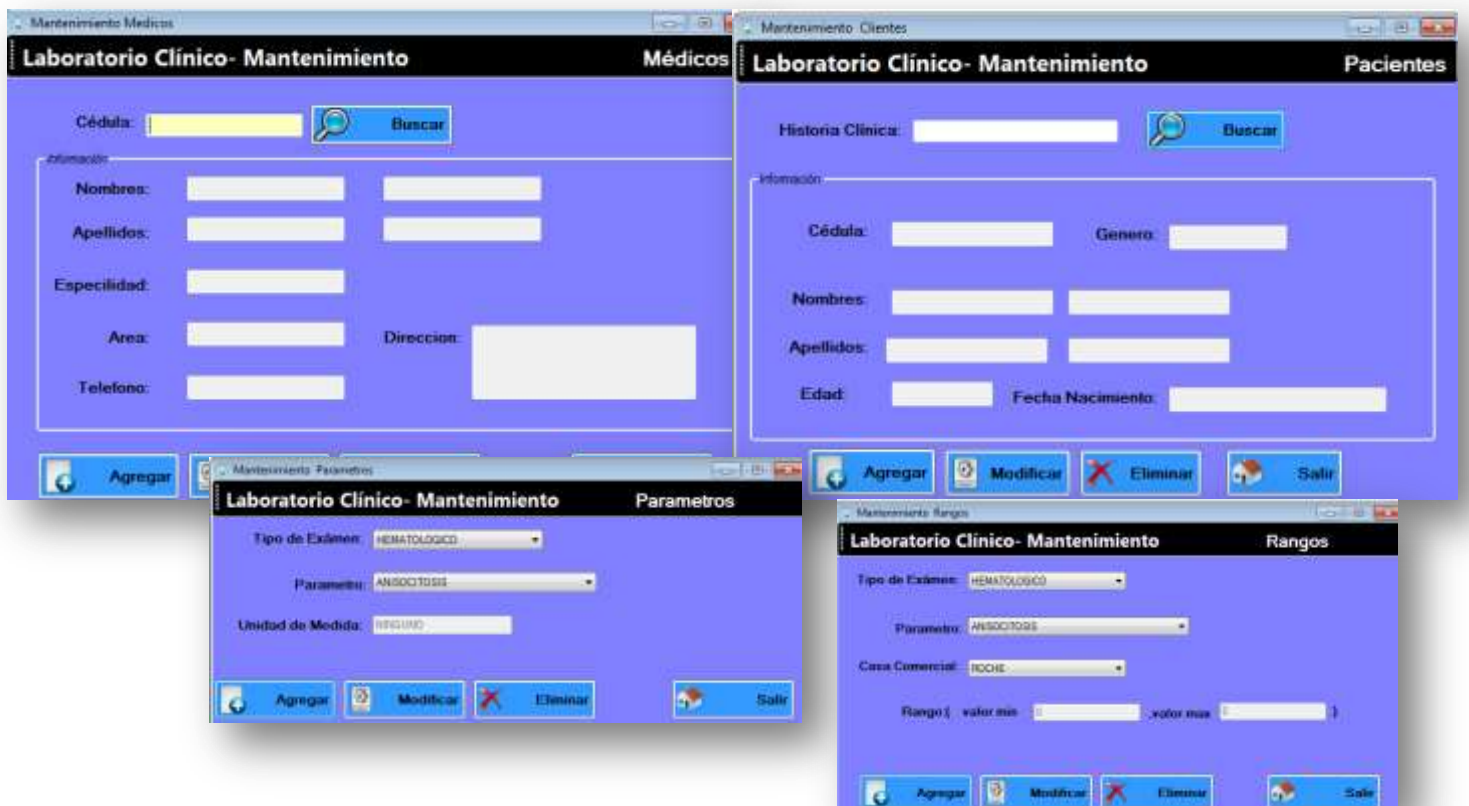 Mantenimiento Medicos
Laboratorio Clínico- Mantenimiento Médicos
Cédula: Buscar
Información
Nombres:
Apellidos:
Especilidad:
Area: Direccion:
Telefono:
Agregar
Mantenimiento Clientes
Laboratorio Clínico- Mantenimiento Pacientes
Historia Clínica: Buscar
Información
Cédula: Genero:
Nombres:
Apellidos:
Edad: Fecha Nacimiento:
Agregar Modificar Eliminar Salir
Mantenimiento Parametros
Laboratorio Clínico- Mantenimiento Parametros
Tipo de Exámen: HEMATOLOGICO
Parametro: ANISOCITOSIS
Unidad de Medida: NINGUNO
Agregar Modificar Eliminar Salir
Mantenimiento Rangos
Laboratorio Clínico- Mantenimiento Rangos
Tipo de Exámen: HEMATOLOGICO
Parametro: ANISOCITOSIS
Casa Comercial: ROCHE
Rango:( valor min 0 ,valor max 0 )
Agregar Modificar Eliminar Salir